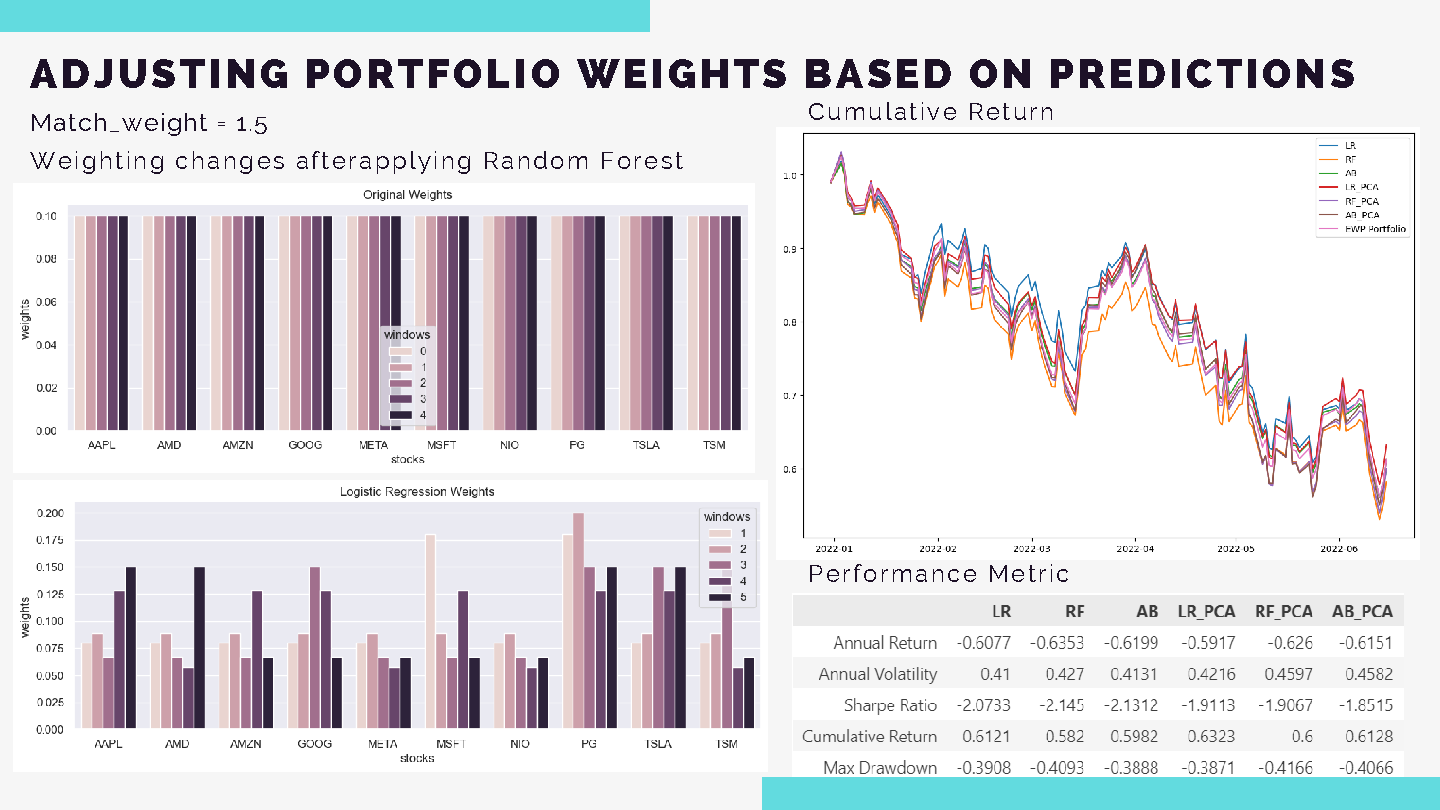 ADJUSTING PORTFOLIO WEIGHTS BASED ON PREDICTIONS
Match_weight = 1.5
Weighting changes afterapplying Random Forest
Original Weights
weights
0.10
0.08
0.06
0.04
0.02
0.00
windows
0
1
2
3
4
AAPL AMD AMZN GOOG META MSFT NIO PG TSLA TSM
stocks
Logistic Regression Weights
weights
0.200
0.175
0.150
0.125
0.100
0.075
0.050
0.025
0.000
windows
1
2
3
4
5
AAPL AMD AMZN GOOG META MSFT NIO PG TSLA TSM
stocks
Cumulative Return
1.0
0.9
0.8
0.7
0.6
LR
RF
AB
LR_PCA
RF_PCA
AB_PCA
EWP Portfolio
2022-01 2022-02 2022-03 2022-04 2022-05 2022-06
Performance Metric
LR RF AB LR_PCA RF_PCA AB_PCA
Annual Return -0.6077 -0.6353 -0.6199 -0.5917 -0.626 -0.6151
Annual Volatility 0.41 0.427 0.4131 0.4216 0.4597 0.4582
Sharpe Ratio -2.0733 -2.145 -2.1312 -1.9113 -1.9067 -1.8515
Cumulative Return 0.6121 0.582 0.5982 0.6323 0.6 0.6128
Max Drawdown -0.3908 -0.4093 -0.3888 -0.3871 -0.4166 -0.4066